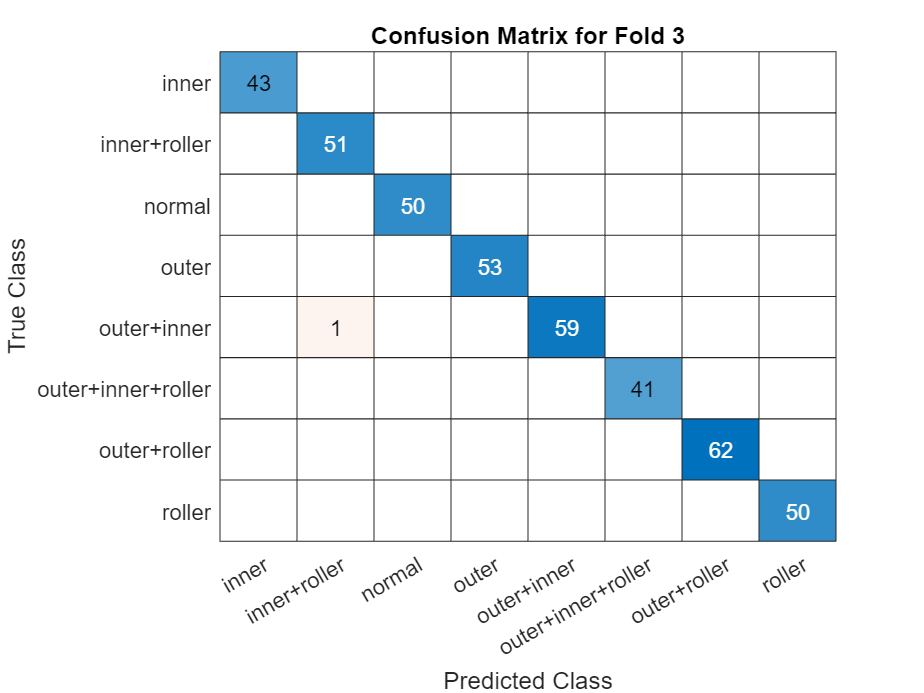 Confusion Matrix for Fold 3
True Class
inner 43
inner+roller 51
normal 50
outer 53
outer+inner 1 59
outer+inner+roller 41
outer+roller 62
roller 50
inner inner+roller normal outer outer+inner outer+inner+roller outer+roller roller
Predicted Class